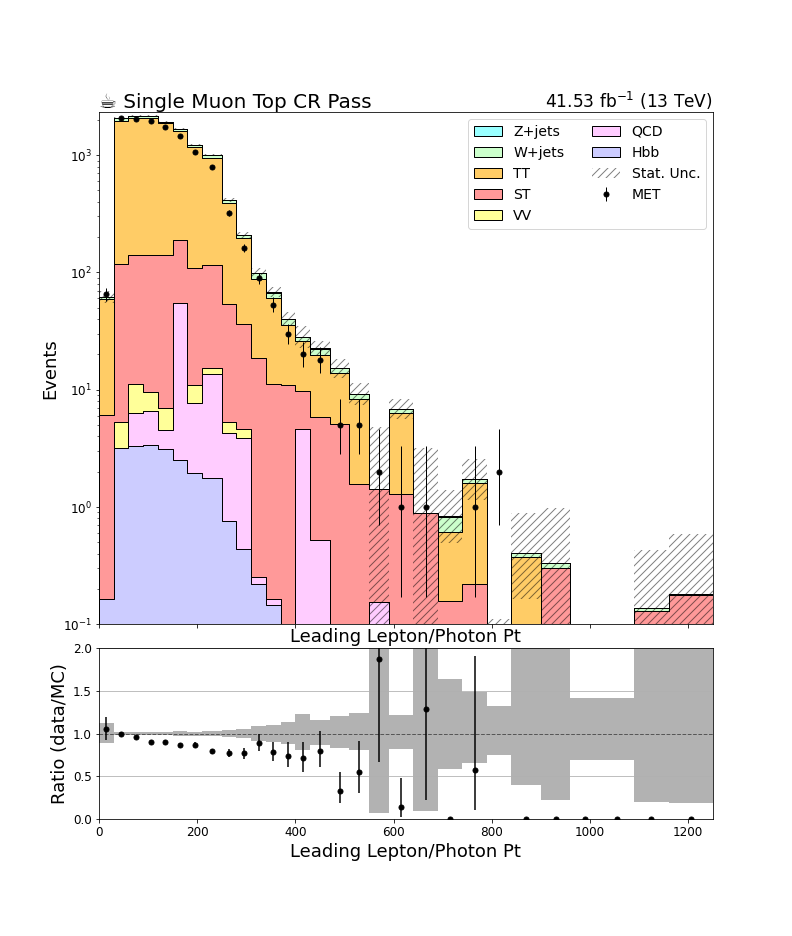 ☕ Single Muon Top CR Pass 41.53 fb⁻¹ (13 TeV)
Z+jets QCD
W+jets Hbb
TT Stat. Unc.
ST MET
VV
Events
10³
10²
10¹
10⁰
10⁻¹
Leading Lepton/Photon Pt
Ratio (data/MC)
2.0
1.5
1.0
0.5
0.0
0 200 400 600 800 1000 1200
Leading Lepton/Photon Pt